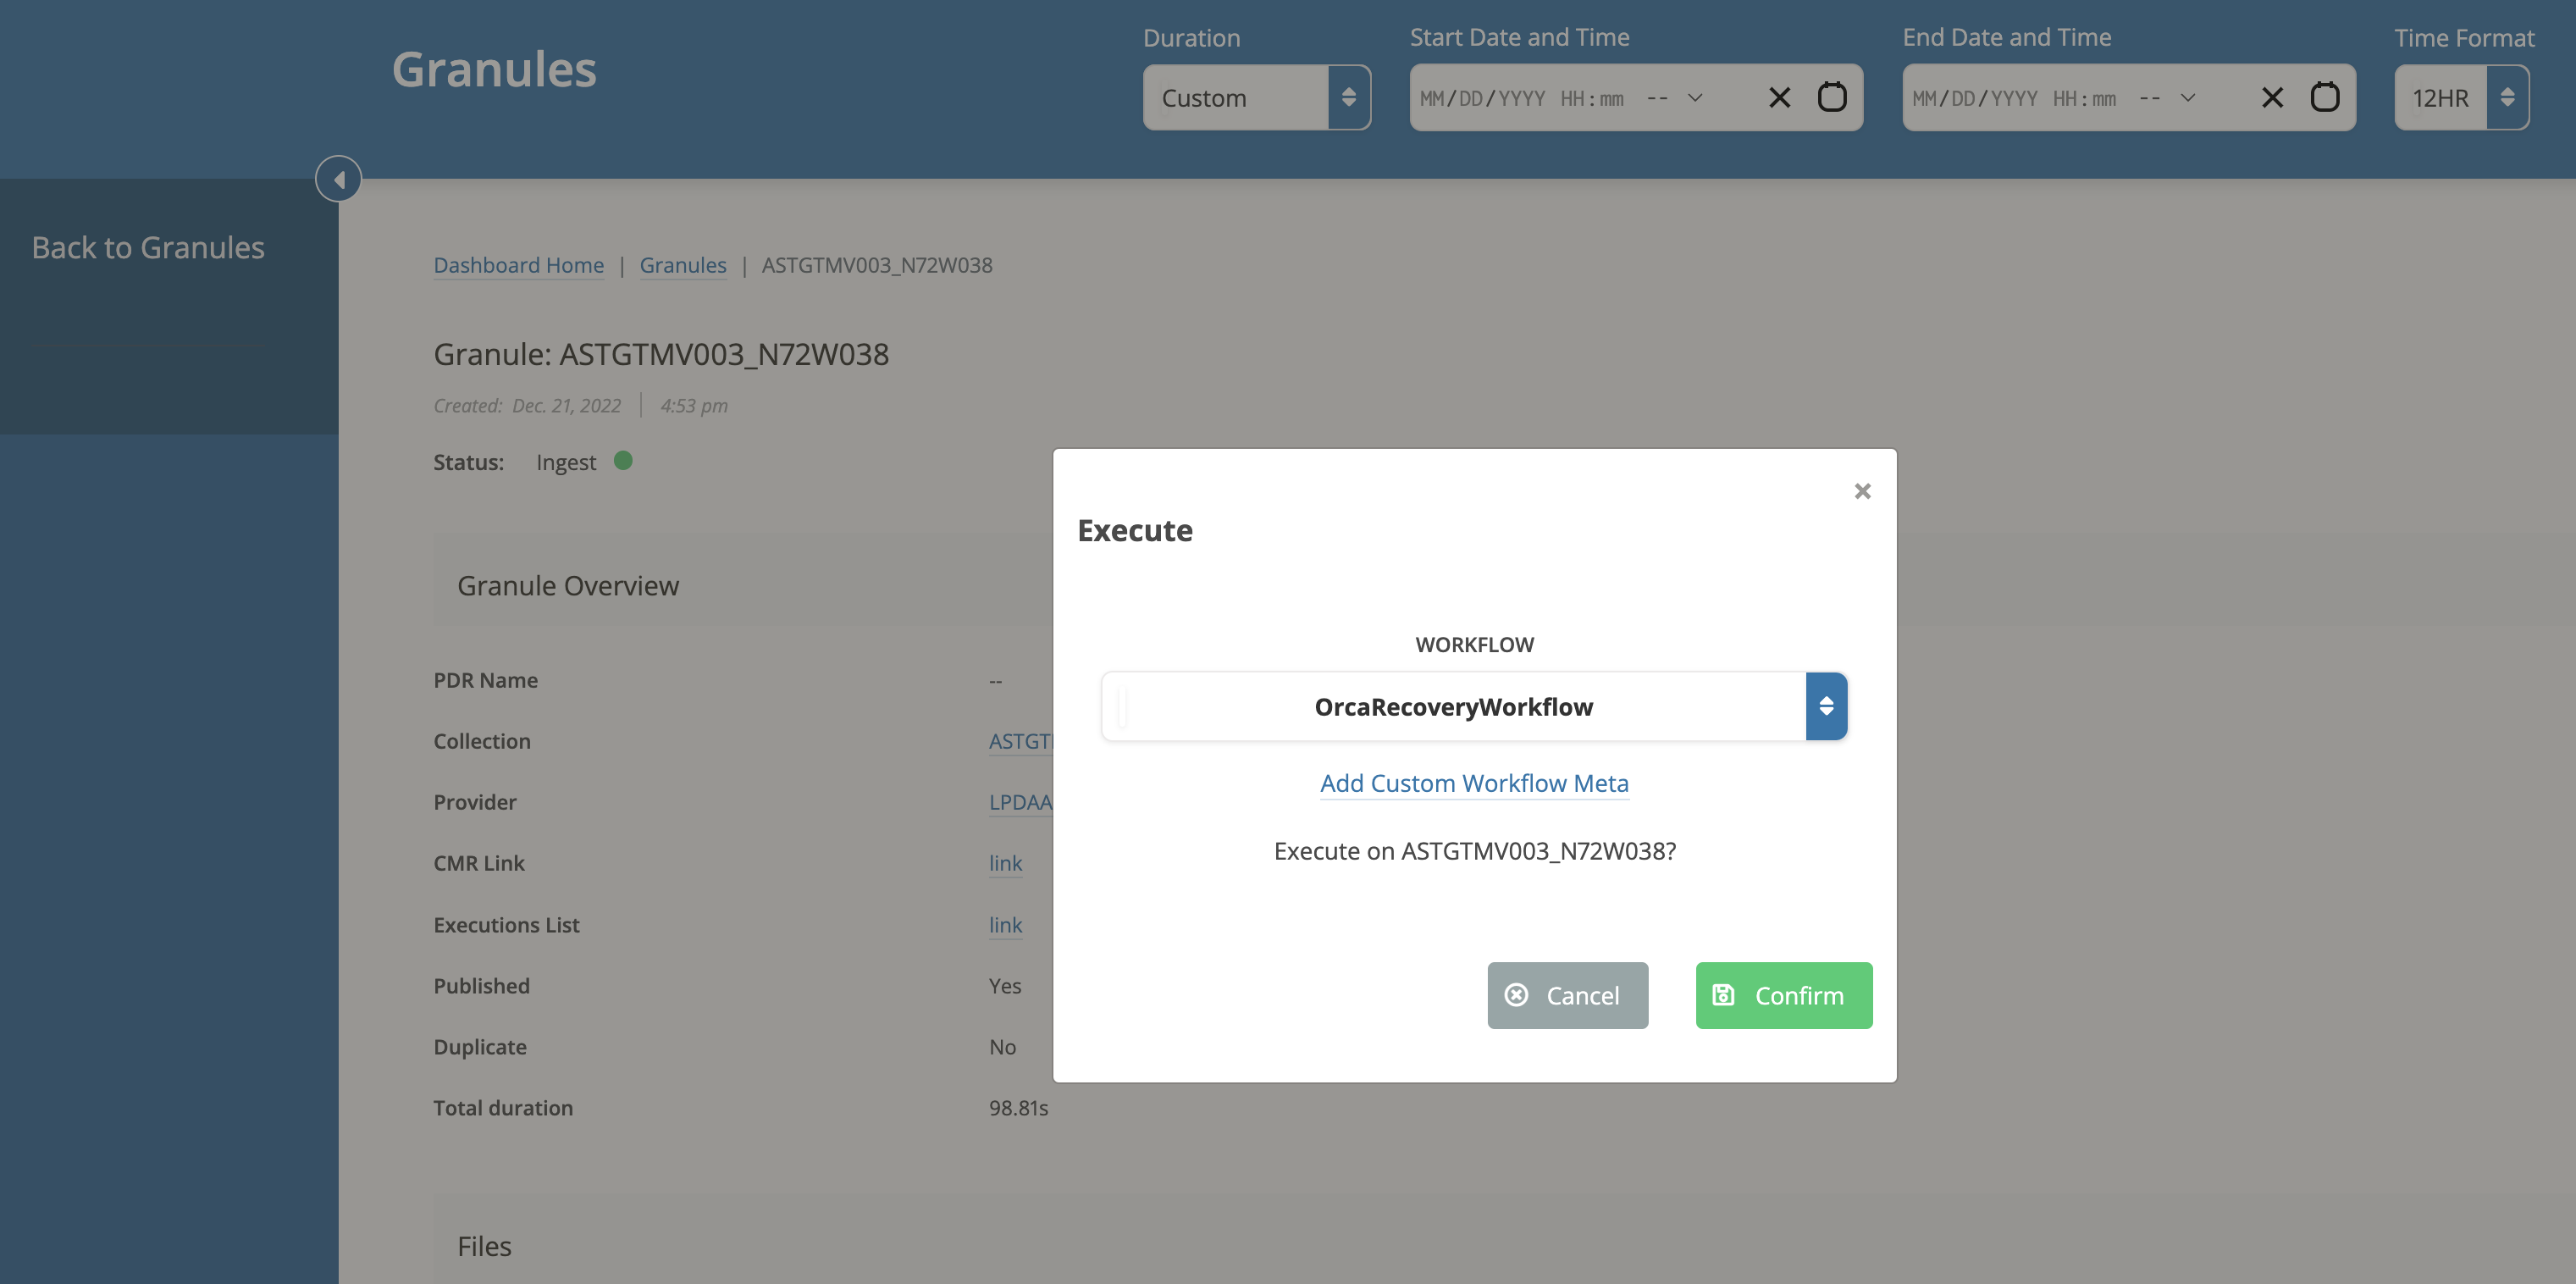 Granules
Duration
Custom
Start Date and Time
MM/DD/YYYY HH:mm --
End Date and Time
MM/DD/YYYY HH:mm --
Time Format
12HR
Back to Granules
Dashboard Home | Granules | ASTGTMV003_N72W038
Granule: ASTGTMV003_N72W038
Created: Dec. 21, 2022 | 4:53 pm
Status: Ingest
Granule Overview
PDR Name --
Collection ASTGT
Provider LPDAA
CMR Link link
Executions List link
Published Yes
Duplicate No
Total duration 98.81s
Files
Execute
WORKFLOW
OrcaRecoveryWorkflow
Add Custom Workflow Meta
Execute on ASTGTMV003_N72W038?
Cancel
Confirm